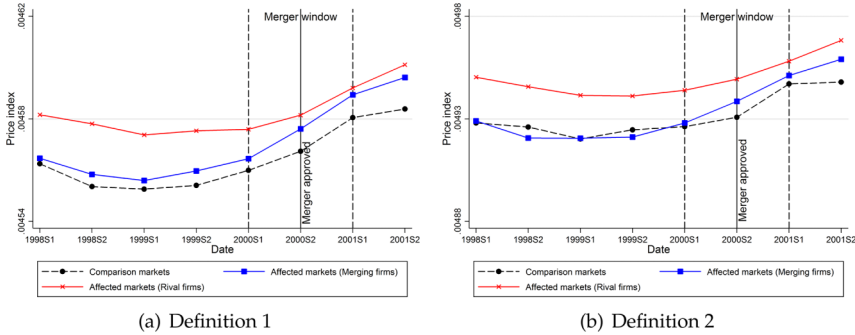 Merger window
.00462
.00458
.00454
Price index
Merger approved
1998S1 1998S2 1999S1 1999S2 2000S1 2000S2 2001S1 2001S2
Date
Comparison markets
Affected markets (Merging firms)
Affected markets (Rival firms)
(a) Definition 1
Merger window
.00498
.00493
.00488
Price index
Merger approved
1998S1 1998S2 1999S1 1999S2 2000S1 2000S2 2001S1 2001S2
Date
Comparison markets
Affected markets (Merging firms)
Affected markets (Rival firms)
(b) Definition 2